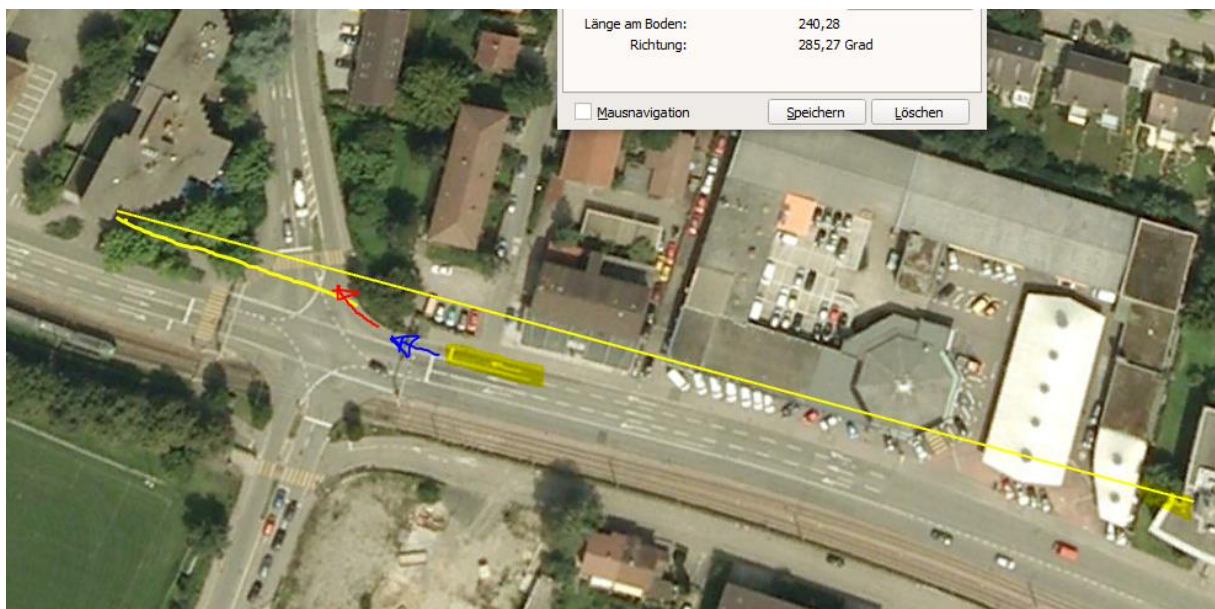 Länge am Boden: 240,28
Richtung: 285,27 Grad
Mausnavigation Speichern Löschen